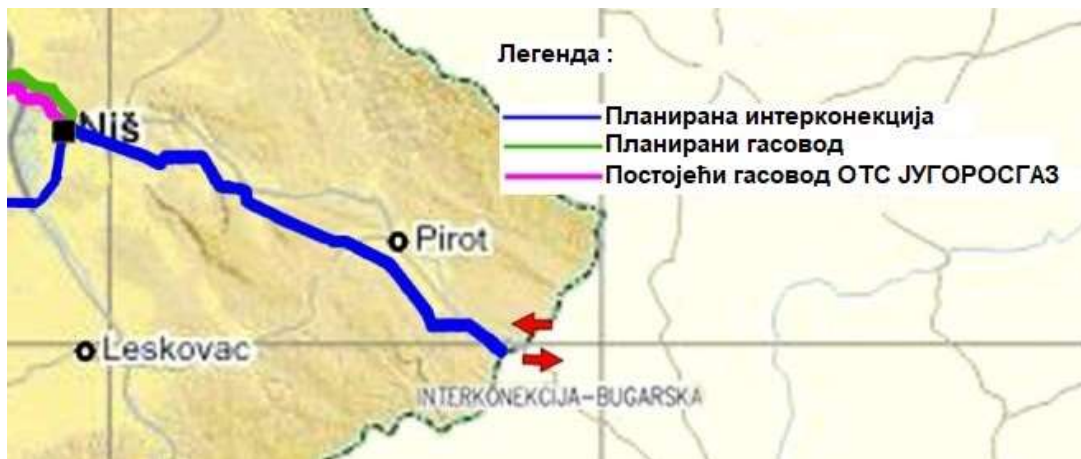 Легенда :
Планирана интерконекција
Планирани гасовод
Постојећи гасовод ОТС ЈУГОРОСГАЗ
Niš
Pirot
Leskovac
INTERKONEKCIJA-BUGARSKA